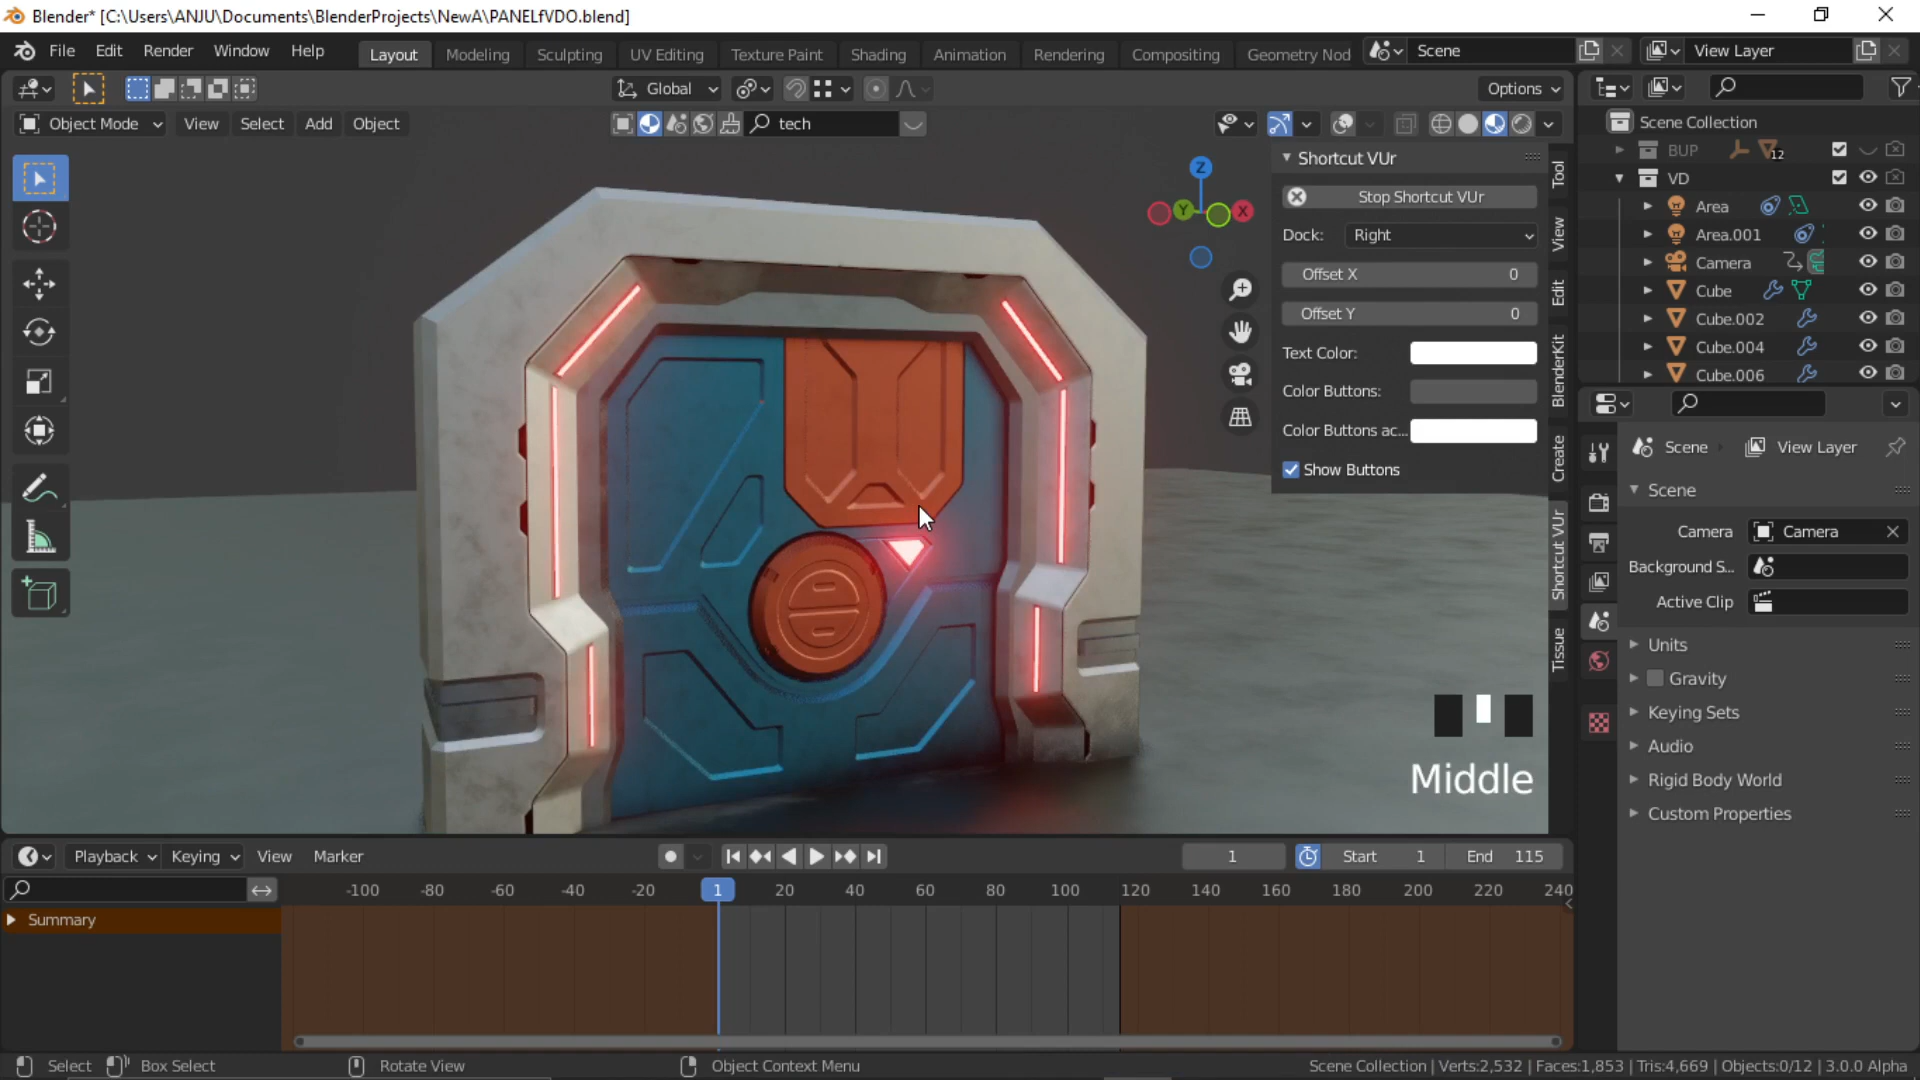 Blender* [C:\Users\ANJU\Documents\BlenderProjects\NewA\PANELfVDO.blend]
File Edit Render Window Help Layout Modeling Sculpting UV Editing Texture Paint Shading Animation Rendering Compositing Geometry Nod Scene View Layer
Global Options
Object Mode View Select Add Object tech
Z
Y X
Shortcut VUr
Stop Shortcut VUr
Dock: Right
Offset X 0
Offset Y 0
Text Color:
Color Buttons:
Color Buttons ac...
Show Buttons
Tool
View
Edit
BlenderKit
Create
Shortcut VUr
Tissue
Middle
Scene Collection
BUP 12
VD
Area
Area.001
Camera
Cube
Cube.002
Cube.004
Cube.006
Scene View Layer
Scene
Camera Camera
Background S...
Active Clip
Units
Gravity
Keying Sets
Audio
Rigid Body World
Custom Properties
Playback Keying View Marker 1 Start 1 End 115
-100 -80 -60 -40 -20 1 20 40 60 80 100 120 140 160 180 200 220 240
Summary
Select Box Select Rotate View Object Context Menu Scene Collection | Verts:2,532 | Faces:1,853 | Tris:4,669 | Objects:0/12 | 3.0.0 Alpha